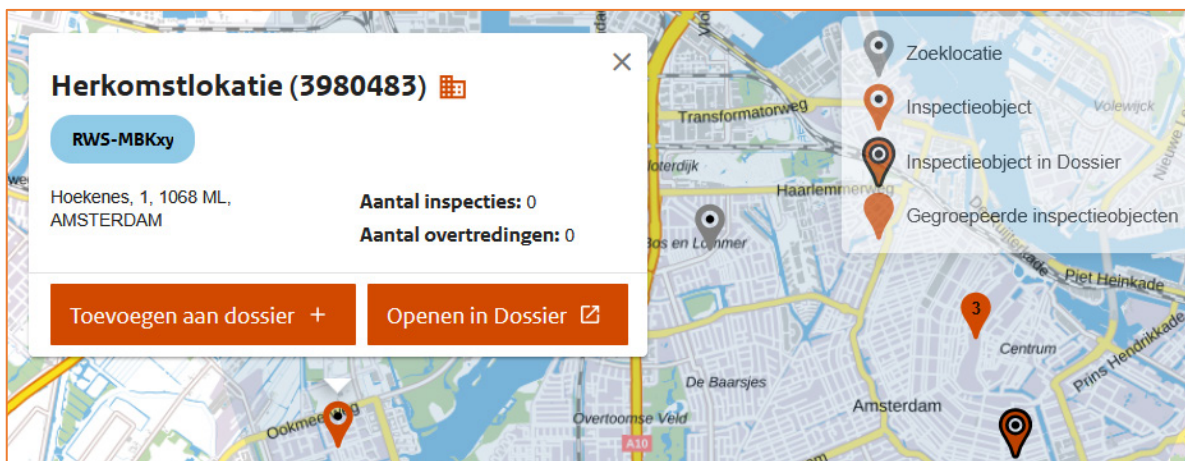 Herkomstlokatie (3980483)
RWS-MBKxy
Hoekenes, 1, 1068 ML,
AMSTERDAM
Aantal inspecties: 0
Aantal overtredingen: 0
Toevoegen aan dossier +
Openen in Dossier
Zoeklocatie
Inspectieobject
Inspectieobject in Dossier
Gegroepeerde inspectieobjecten
Transformatorweg
Volewijck
Haarlemmerweg
Bos en Lommer
Piet Heinkade
3
Centrum
Prins Hendrikkade
De Baarsjes
Amsterdam
Overtoomse Veld
A10